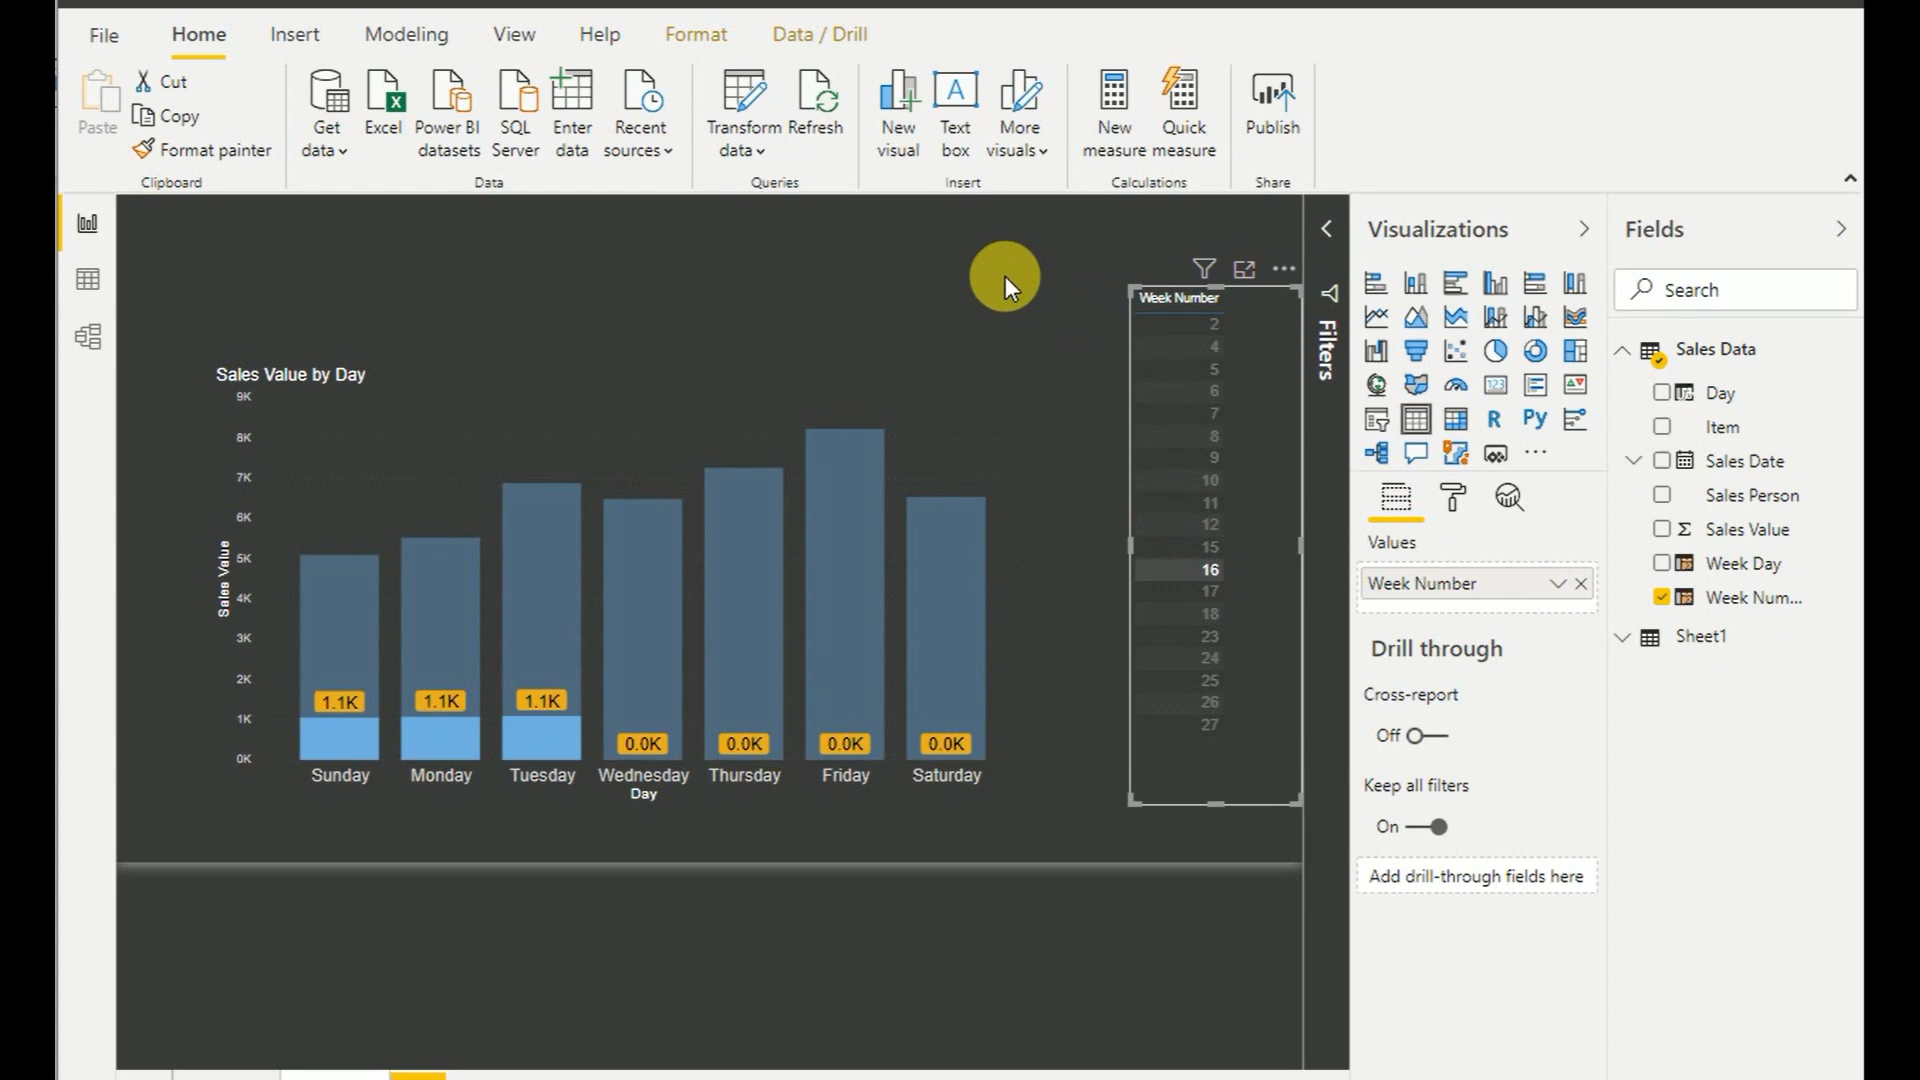 File Home Insert Modeling View Help Format Data / Drill
Paste
Cut
Copy
Format painter
Clipboard
Get data
Excel
Power BI datasets
SQL Server
Enter data
Recent sources
Data
Transform data
Refresh
Queries
New visual
A
Text box
More visuals
Insert
New measure
Quick measure
Calculations
Publish
Share
Sales Value by Day
9K
8K
7K
6K
5K
4K
3K
2K
1K
0K
Sales Value
1.1K 1.1K 1.1K 0.0K 0.0K 0.0K 0.0K
Sunday Monday Tuesday Wednesday Thursday Friday Saturday
Day
Week Number
2
4
5
6
7
8
9
10
11
12
15
16
17
18
23
24
25
26
27
Filters
Visualizations
123
R Py
Values
Week Number
Drill through
Cross-report
Off
Keep all filters
On
Add drill-through fields here
Fields
Search
Sales Data
Day
Item
Sales Date
Sales Person
Σ Sales Value
Week Day
Week Num...
Sheet1